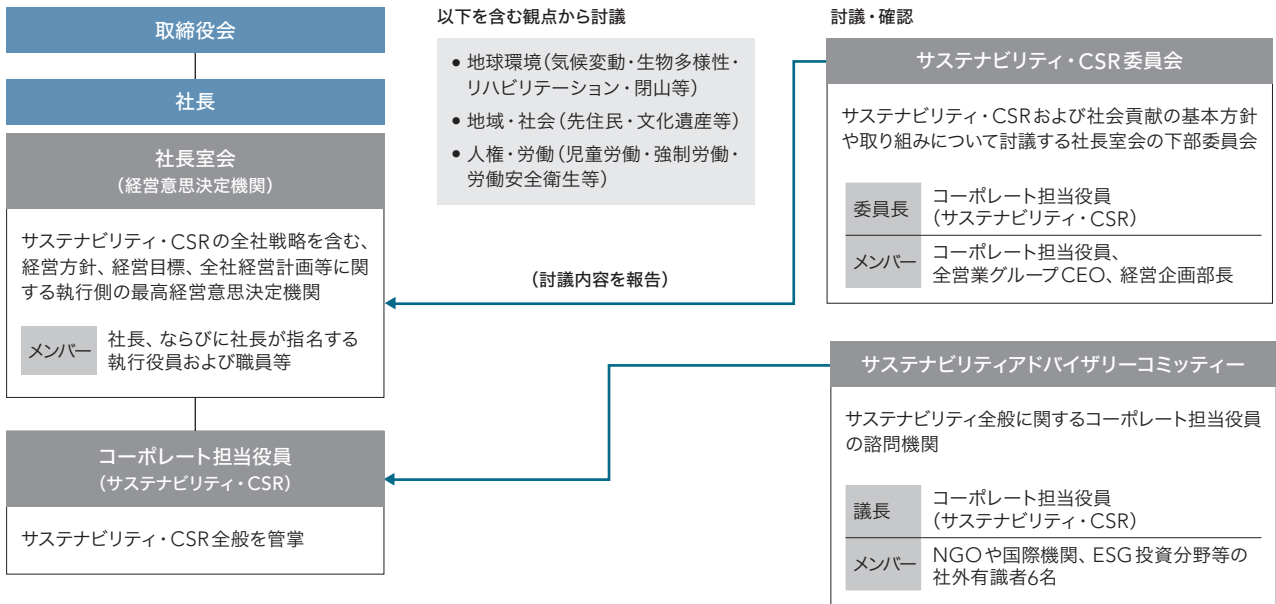 取締役会
社長
社長室会
（経営意思決定機関）
サステナビリティ・CSRの全社戦略を含む、
経営方針、経営目標、全社経営計画等に関
する執行側の最高経営意思決定機関
メンバー
社長、ならびに社長が指名する
執行役員および職員等
コーポレート担当役員
（サステナビリティ・CSR）
サステナビリティ・CSR全般を管掌
以下を含む観点から討議
● 地球環境（気候変動・生物多様性・
リハビリテーション・閉山等）
● 地域・社会（先住民・文化遺産等）
● 人権・労働（児童労働・強制労働・
労働安全衛生等）
（討議内容を報告）
討議・確認
サステナビリティ・CSR委員会
サステナビリティ・CSRおよび社会貢献の基本方針
や取り組みについて討議する社長室会の下部委員会
委員長
コーポレート担当役員
（サステナビリティ・CSR）
メンバー
コーポレート担当役員、
全営業グループCEO、経営企画部長
サステナビリティアドバイザリーコミッティー
サステナビリティ全般に関するコーポレート担当役員
の諮問機関
議長
コーポレート担当役員
（サステナビリティ・CSR）
メンバー
NGOや国際機関、ESG投資分野等の
社外有識者6名